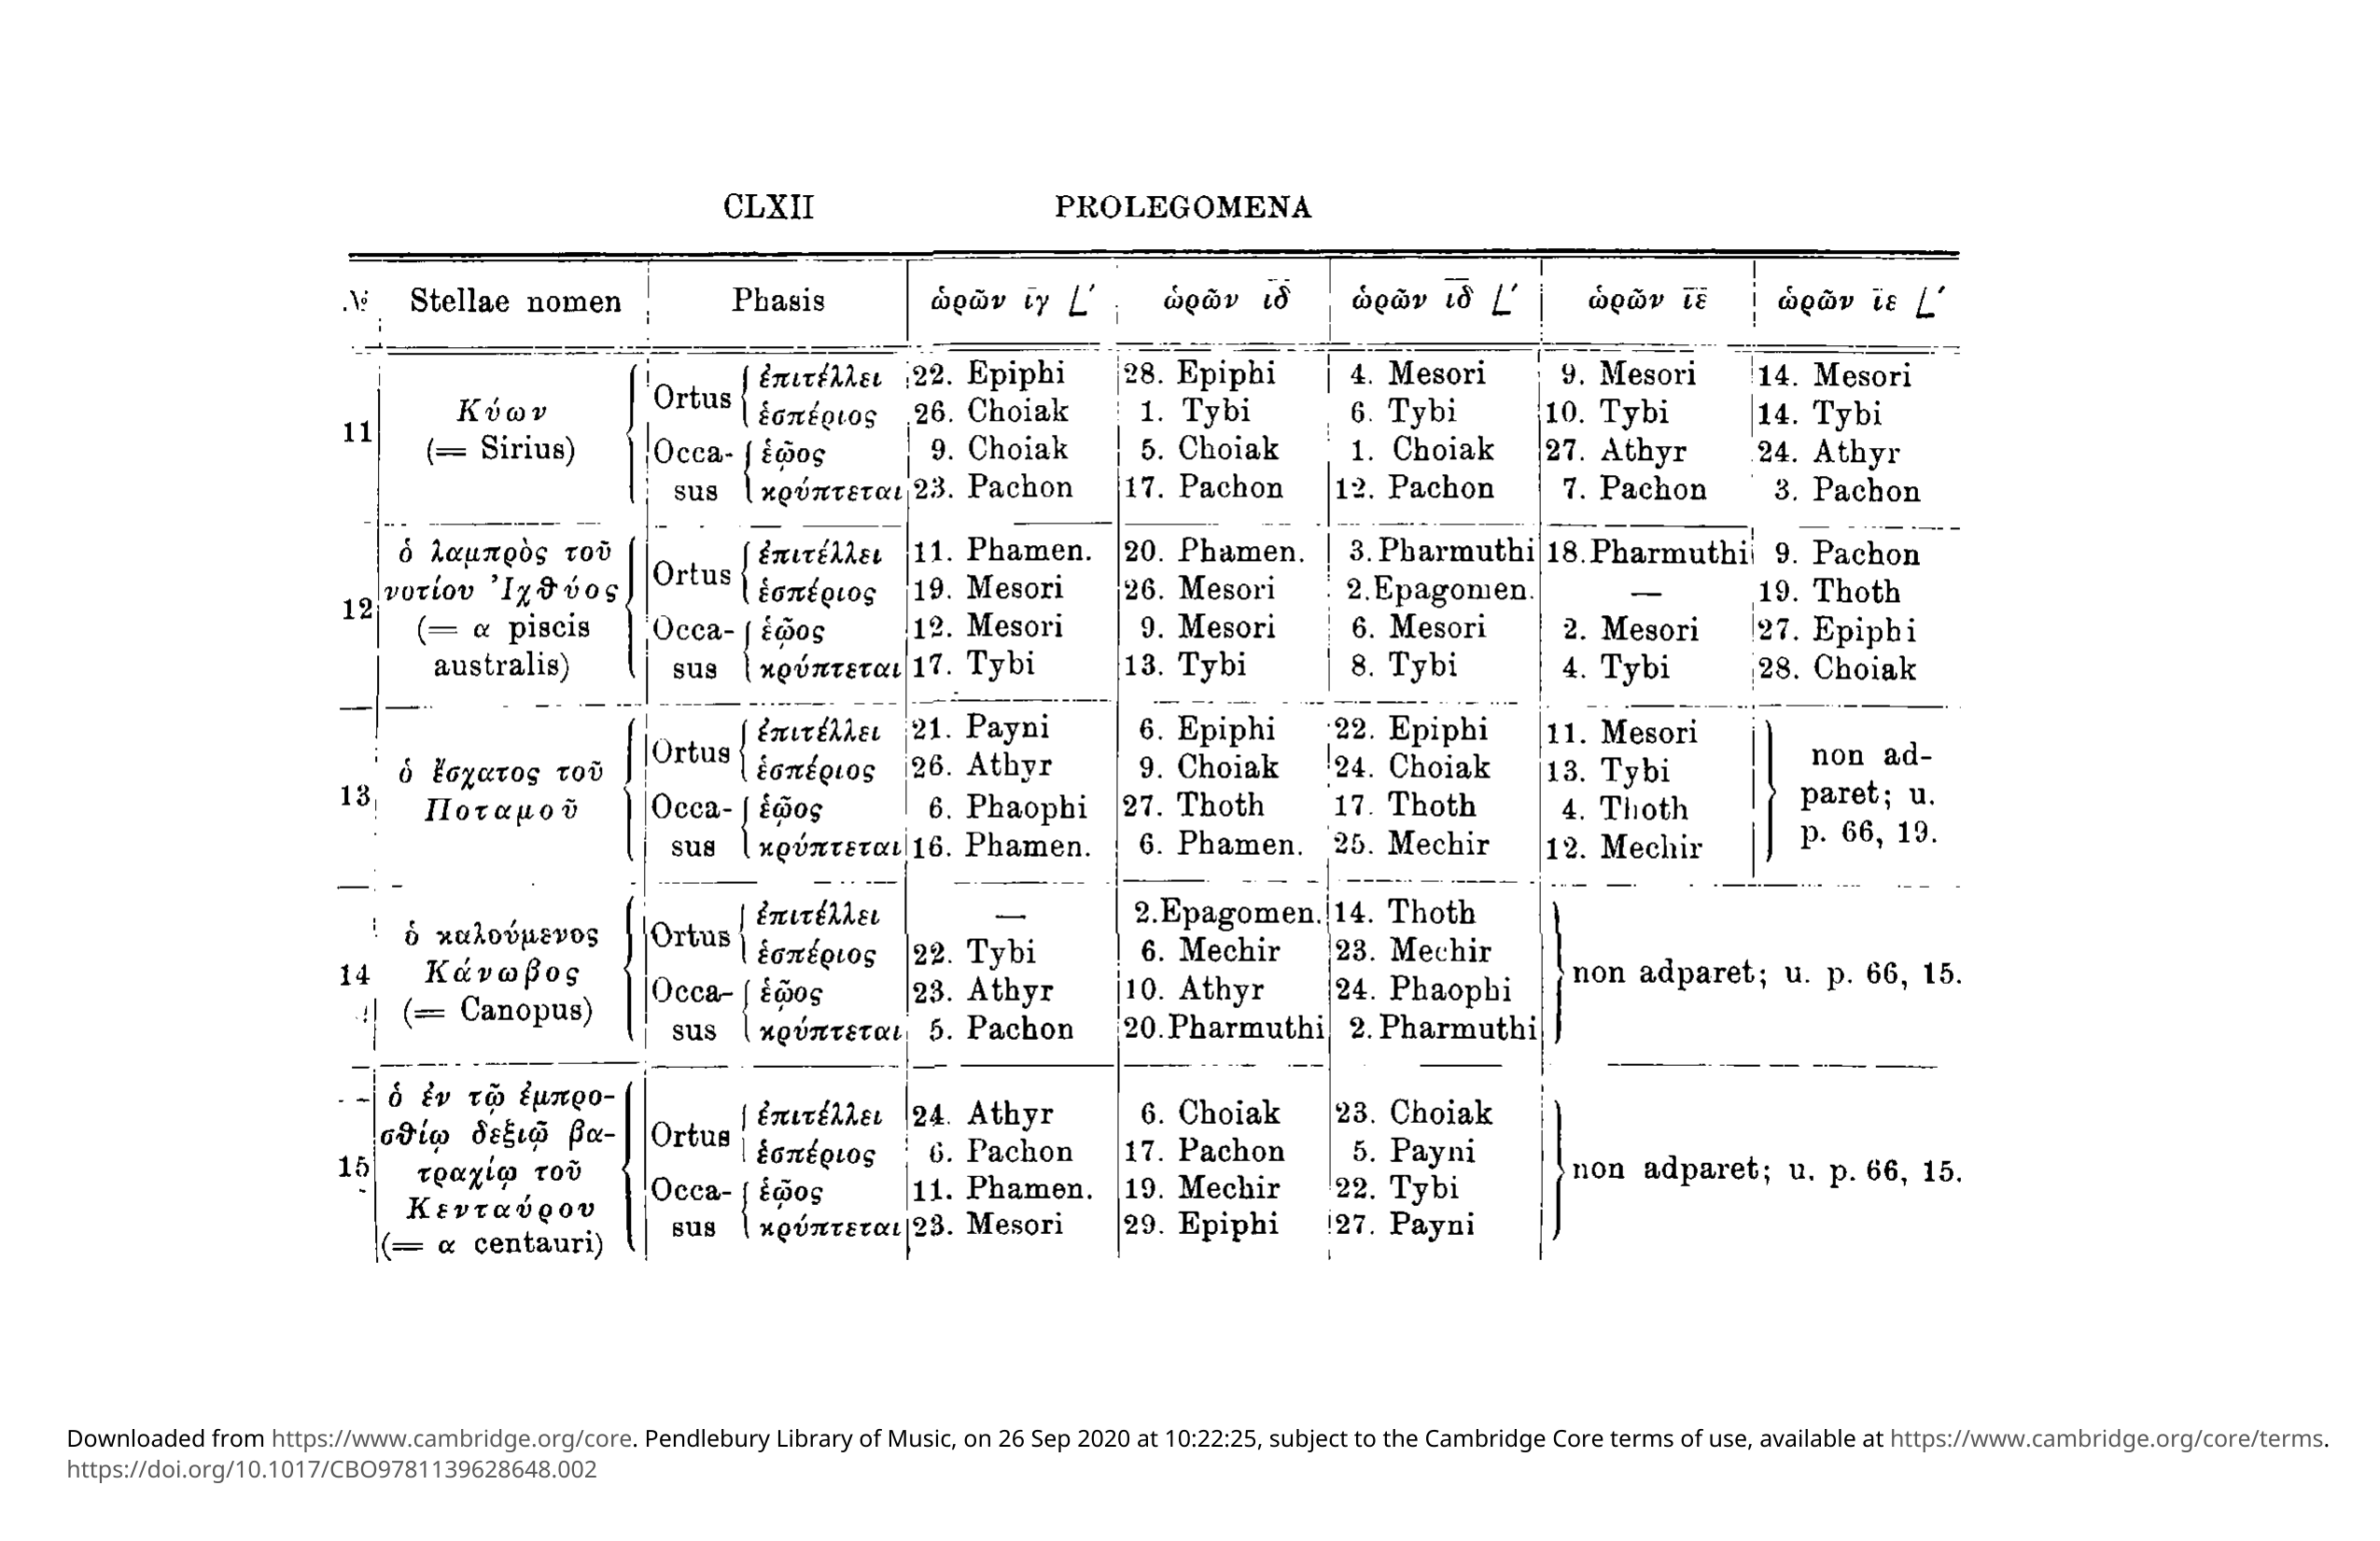 CLXII PROLEGOMENA
№ Stellae nomen Phasis ὡρῶν ιγ L′ ὡρῶν ιδ ὡρῶν ιδ L′ ὡρῶν ιε ὡρῶν ιε L′
11 Κύων (= Sirius) Ortus ἐπιτέλλει 22. Epiphi 28. Epiphi 4. Mesori 9. Mesori 14. Mesori
ἑσπέριος 26. Choiak 1. Tybi 6. Tybi 10. Tybi 14. Tybi
Occasus ἑῷος 9. Choiak 5. Choiak 1. Choiak 27. Athyr 24. Athyr
κρύπτεται 23. Pachon 17. Pachon 12. Pachon 7. Pachon 3. Pachon
12 ὁ λαμπρὸς τοῦ νοτίου Ἰχθύος (= α piscis australis) Ortus ἐπιτέλλει 11. Phamen. 20. Phamen. 3. Pharmuthi 18. Pharmuthi 9. Pachon
ἑσπέριος 19. Mesori 26. Mesori 2. Epagomen. — 19. Thoth
Occasus ἑῷος 12. Mesori 9. Mesori 6. Mesori 2. Mesori 27. Epiphi
κρύπτεται 17. Tybi 13. Tybi 8. Tybi 4. Tybi 28. Choiak
13 ὁ ἔσχατος τοῦ Ποταμοῦ Ortus ἐπιτέλλει 21. Payni 6. Epiphi 22. Epiphi 11. Mesori non adparet; u. p. 66, 19.
ἑσπέριος 26. Athyr 9. Choiak 24. Choiak 13. Tybi
Occasus ἑῷος 6. Phaophi 27. Thoth 17. Thoth 4. Thoth
κρύπτεται 16. Phamen. 6. Phamen. 25. Mechir 12. Mechir
14 ὁ καλούμενος Κάνωβος (= Canopus) Ortus ἐπιτέλλει — 2. Epagomen. 14. Thoth non adparet; u. p. 66, 15.
ἑσπέριος 22. Tybi 6. Mechir 23. Mechir
Occasus ἑῷος 23. Athyr 10. Athyr 24. Phaophi
κρύπτεται 5. Pachon 20. Pharmuthi 2. Pharmuthi
15 ὁ ἐν τῷ ἐμπροσθίῳ δεξιῷ βατραχίῳ τοῦ Κενταύρου (= α centauri) Ortus ἐπιτέλλει 24. Athyr 6. Choiak 23. Choiak non adparet; u. p. 66, 15.
ἑσπέριος 6. Pachon 17. Pachon 5. Payni
Occasus ἑῷος 11. Phamen. 19. Mechir 22. Tybi
κρύπτεται 23. Mesori 29. Epiphi 27. Payni
Downloaded from https://www.cambridge.org/core. Pendlebury Library of Music, on 26 Sep 2020 at 10:22:25, subject to the Cambridge Core terms of use, available at https://www.cambridge.org/core/terms.
https://doi.org/10.1017/CBO9781139628648.002